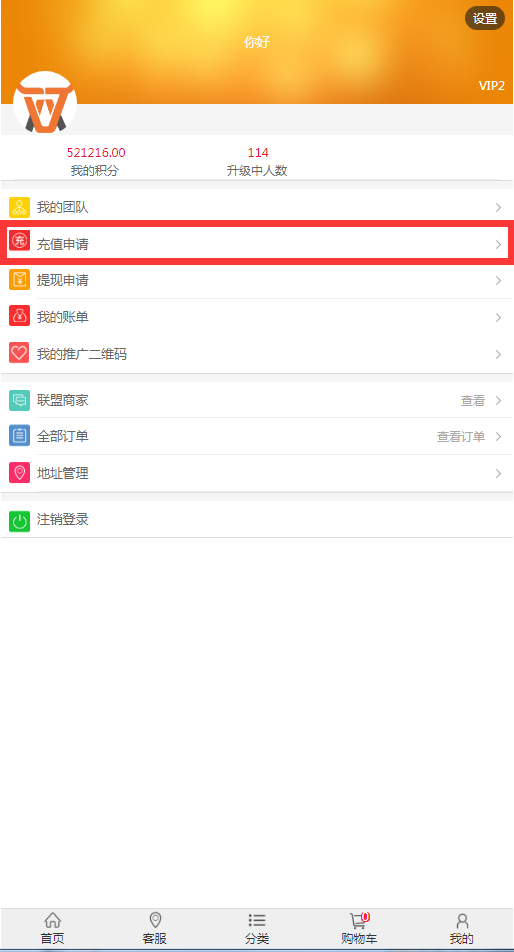 设置
你好
VIP2
521216.00 114
我的积分 升级中人数
我的团队
充 充值申请
提现申请
我的账单
我的推广二维码
联盟商家 查看
全部订单 查看订单
地址管理
注销登录
0
首页 客服 分类 购物车 我的